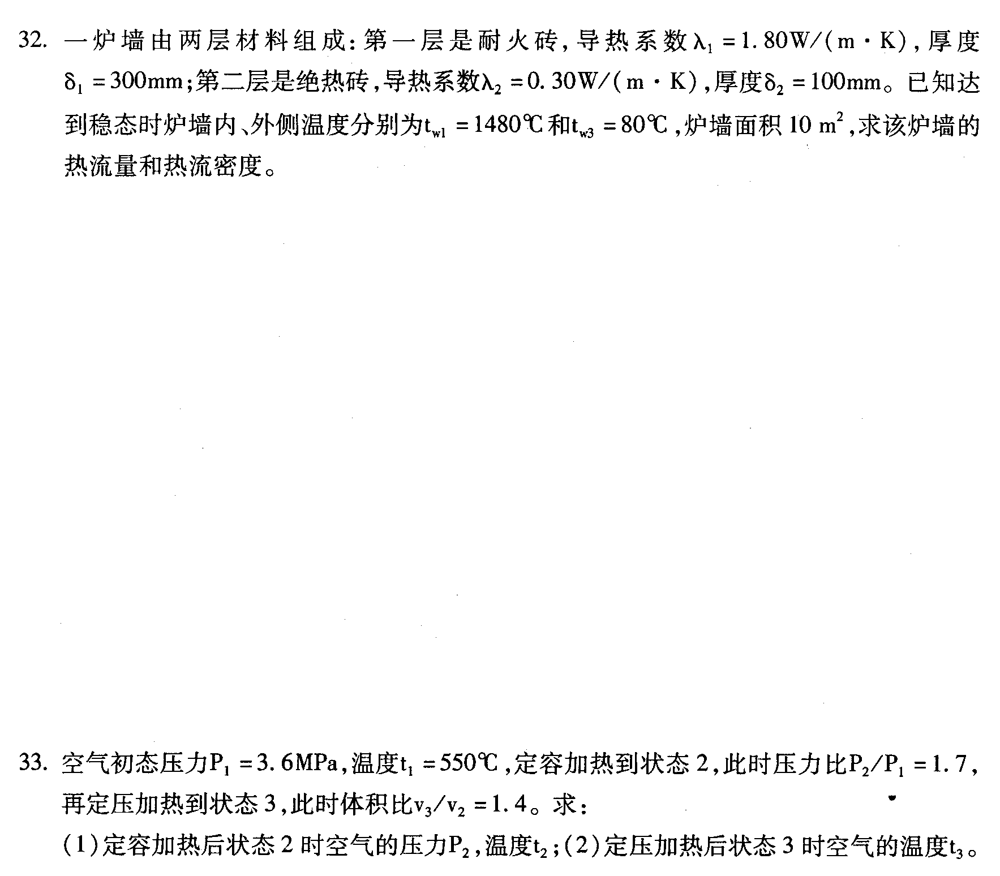 32. 一炉墙由两层材料组成:第一层是耐火砖,导热系数λ₁ =1.80W/(m·K),厚度
δ₁ =300mm;第二层是绝热砖,导热系数λ₂ =0.30W/(m·K),厚度δ₂ =100mm。已知达
到稳态时炉墙内、外侧温度分别为t_w1 =1480℃和t_w3 =80℃,炉墙面积 10 m²,求该炉墙的
热流量和热流密度。
33. 空气初态压力P₁ =3.6MPa,温度t₁ =550℃,定容加热到状态 2,此时压力比P₂/P₁ =1.7,
再定压加热到状态 3,此时体积比v₃/v₂ =1.4。求:
(1)定容加热后状态 2 时空气的压力P₂,温度t₂;(2)定压加热后状态 3 时空气的温度t₃。